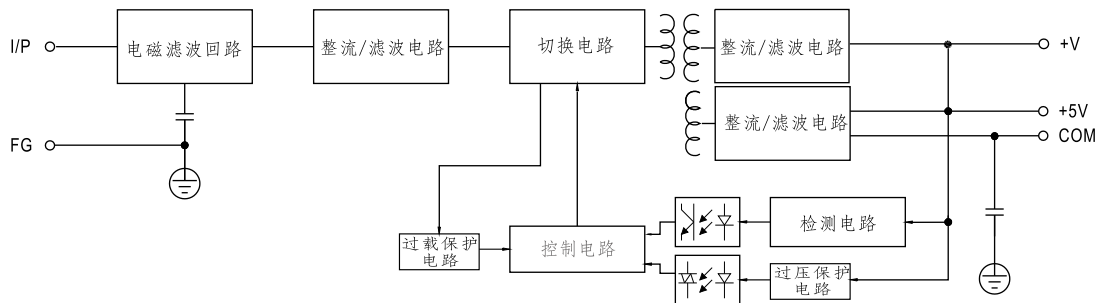 I/P
电磁滤波回路
整流/滤波电路
切换电路
整流/滤波电路
+V
整流/滤波电路
+5V
COM
FG
过载保护
电路
控制电路
检测电路
过压保护
电路